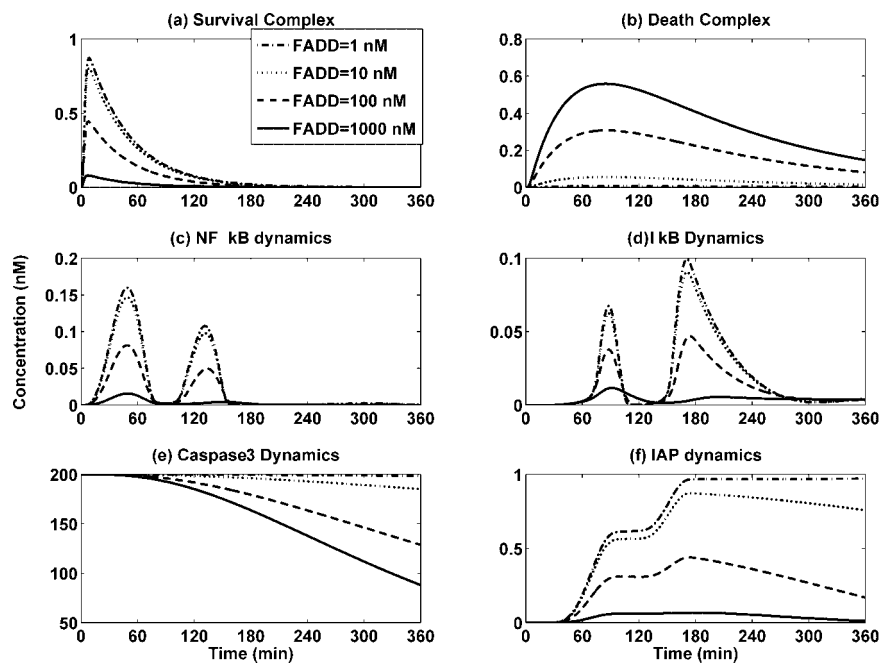 (a) Survival Complex
1
0.5
0
0 60 120 180 240 300 360
FADD=1 nM
FADD=10 nM
FADD=100 nM
FADD=1000 nM
(b) Death Complex
0.8
0.6
0.4
0.2
0
0 60 120 180 240 300 360
Concentration (nM)
(c) NF kB dynamics
0.2
0.15
0.1
0.05
0
0 60 120 180 240 300 360
(d)I kB Dynamics
0.1
0.05
0
0 60 120 180 240 300 360
(e) Caspase3 Dynamics
200
150
100
50
0 60 120 180 240 300 360
Time (min)
(f) IAP dynamics
1
0.5
0
0 60 120 180 240 300 360
Time (min)